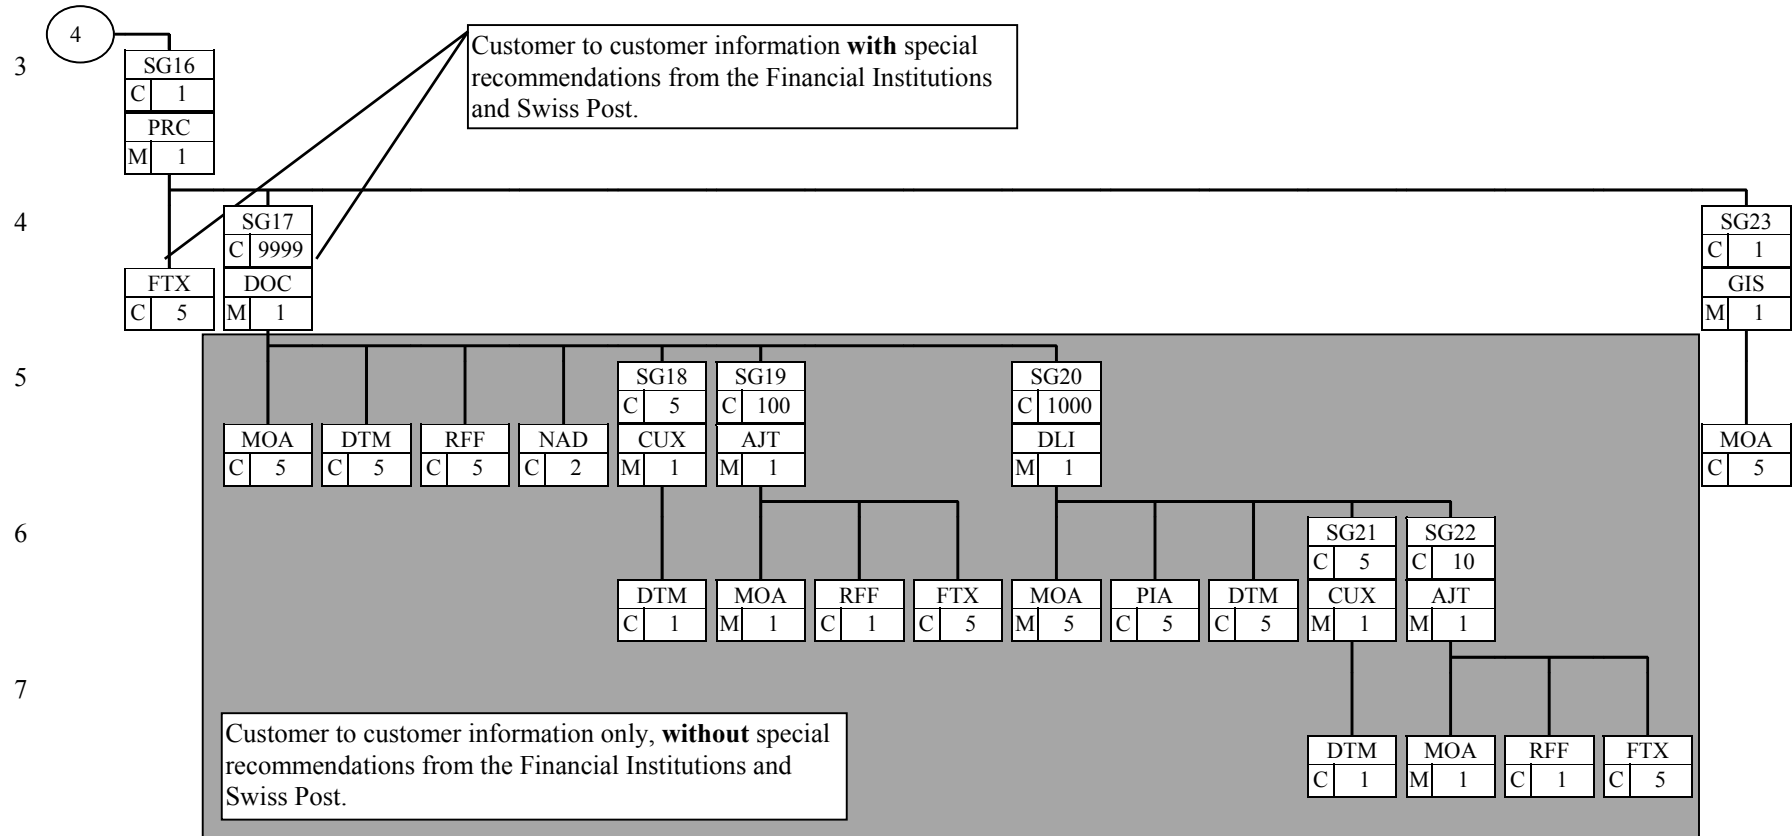 4
Customer to customer information with special
recommendations from the Financial Institutions
and Swiss Post.
3
SG16
C 1
PRC
M 1
4
SG17
C 9999
SG23
C 1
FTX
C 5
DOC
M 1
GIS
M 1
5
SG18
C 5
SG19
C 100
SG20
C 1000
MOA
C 5
DTM
C 5
RFF
C 5
NAD
C 2
CUX
M 1
AJT
M 1
DLI
M 1
MOA
C 5
6
SG21
C 5
SG22
C 10
DTM
C 1
MOA
M 1
RFF
C 1
FTX
C 5
MOA
M 5
PIA
C 5
DTM
C 5
CUX
M 1
AJT
M 1
7
Customer to customer information only, without special
recommendations from the Financial Institutions and
Swiss Post.
DTM
C 1
MOA
M 1
RFF
C 1
FTX
C 5